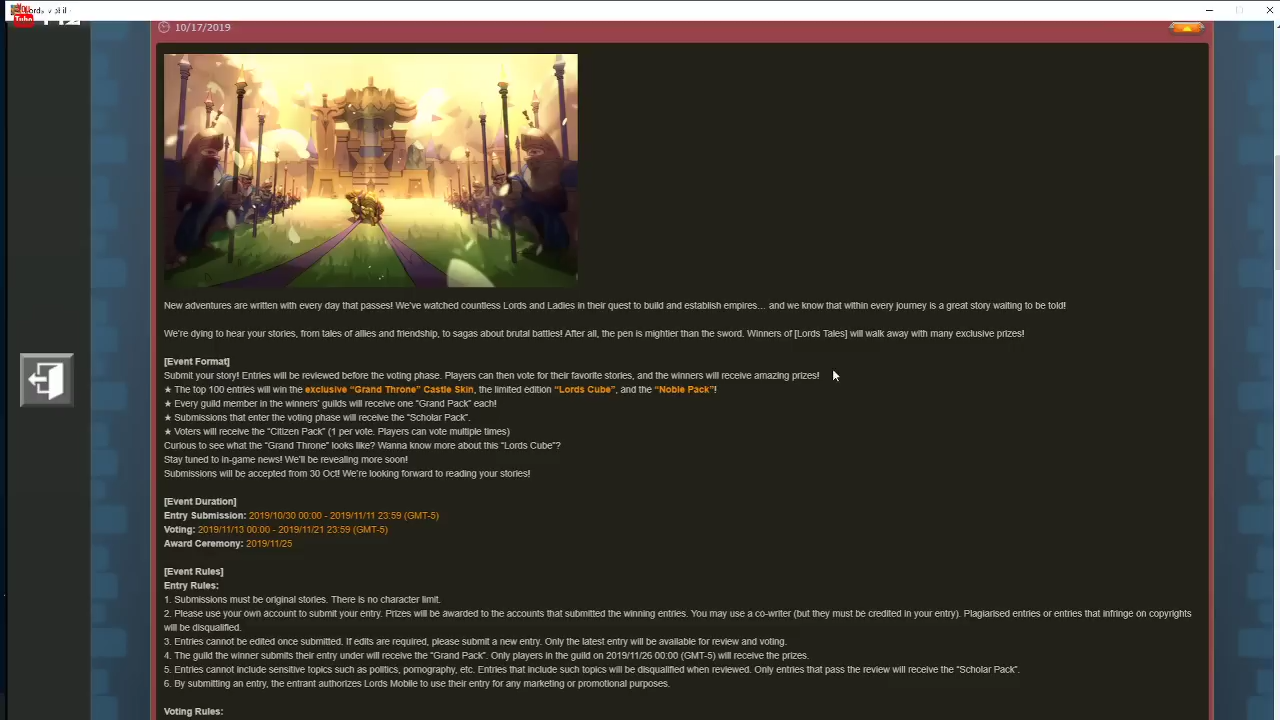 You
Tube
10/17/2019
New adventures are written with every day that passes! We've watched countless Lords and Ladies in their quest to build and establish empires... and we know that within every journey is a great story waiting to be told!
We're dying to hear your stories, from tales of allies and friendship, to sagas about brutal battles! After all, the pen is mightier than the sword. Winners of [Lords Tales] will walk away with many exclusive prizes!
[Event Format]
Submit your story! Entries will be reviewed before the voting phase. Players can then vote for their favorite stories, and the winners will receive amazing prizes!
★ The top 100 entries will win the exclusive "Grand Throne" Castle Skin, the limited edition "Lords Cube", and the "Noble Pack"!
★ Every guild member in the winners' guilds will receive one "Grand Pack" each!
★ Submissions that enter the voting phase will receive the "Scholar Pack".
★ Voters will receive the "Citizen Pack" (1 per vote. Players can vote multiple times)
Curious to see what the "Grand Throne" looks like? Wanna know more about this "Lords Cube"?
Stay tuned to in-game news! We'll be revealing more soon!
Submissions will be accepted from 30 Oct! We're looking forward to reading your stories!
[Event Duration]
Entry Submission: 2019/10/30 00:00 - 2019/11/11 23:59 (GMT-5)
Voting: 2019/11/13 00:00 - 2019/11/21 23:59 (GMT-5)
Award Ceremony: 2019/11/25
[Event Rules]
Entry Rules:
1. Submissions must be original stories. There is no character limit.
2. Please use your own account to submit your entry. Prizes will be awarded to the accounts that submitted the winning entries. You may use a co-writer (but they must be credited in your entry). Plagiarised entries or entries that infringe on copyrights
will be disqualified.
3. Entries cannot be edited once submitted. If edits are required, please submit a new entry. Only the latest entry will be available for review and voting.
4. The guild the winner submits their entry under will receive the "Grand Pack". Only players in the guild on 2019/11/26 00:00 (GMT-5) will receive the prizes.
5. Entries cannot include sensitive topics such as politics, pornography, etc. Entries that include such topics will be disqualified when reviewed. Only entries that pass the review will receive the "Scholar Pack".
6. By submitting an entry, the entrant authorizes Lords Mobile to use their entry for any marketing or promotional purposes.
Voting Rules: